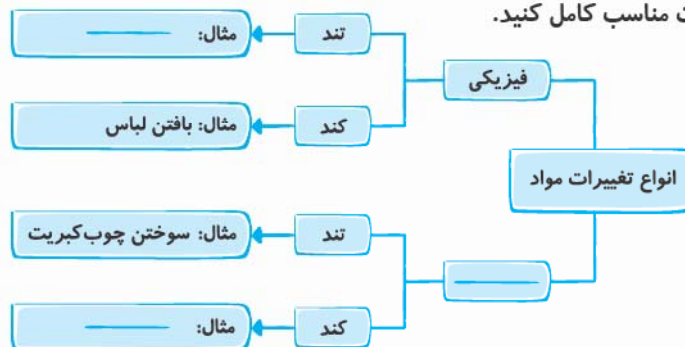 مناسب کامل کنید.
انواع تغییرات مواد
فیزیکی
تند
مثال:
کند
مثال: بافتن لباس
تند
مثال: سوختن چوب‌کبریت
کند
مثال: